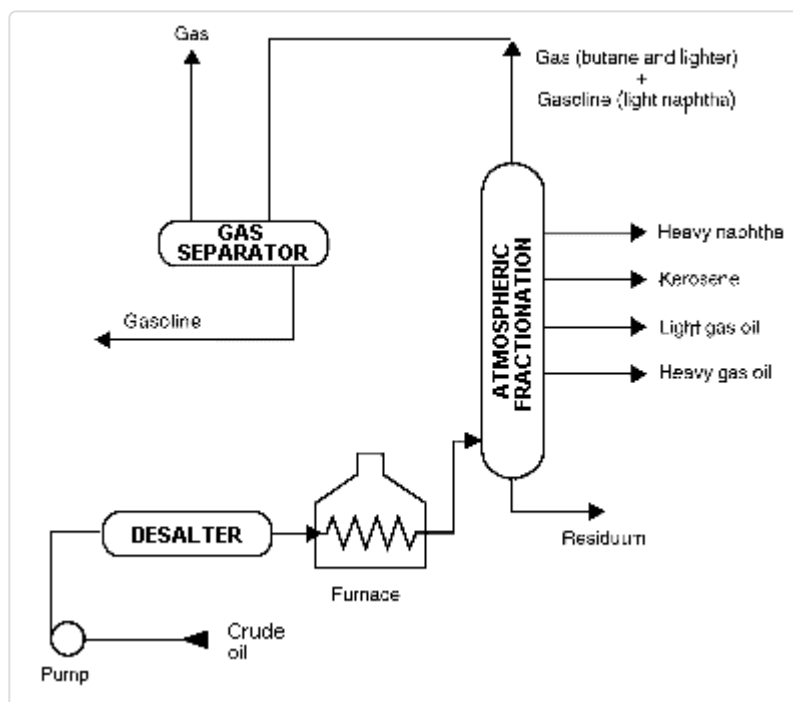 Gas
Gas (butane and lighter)
+
Gasoline (light naphtha)
GAS
SEPARATOR
ATMOSPHERIC
FRACTIONATION
Heavy naphtha
Kerosene
Light gas oil
Heavy gas oil
Gasoline
DESALTER
Residuum
Furnace
Crude
oil
Pump